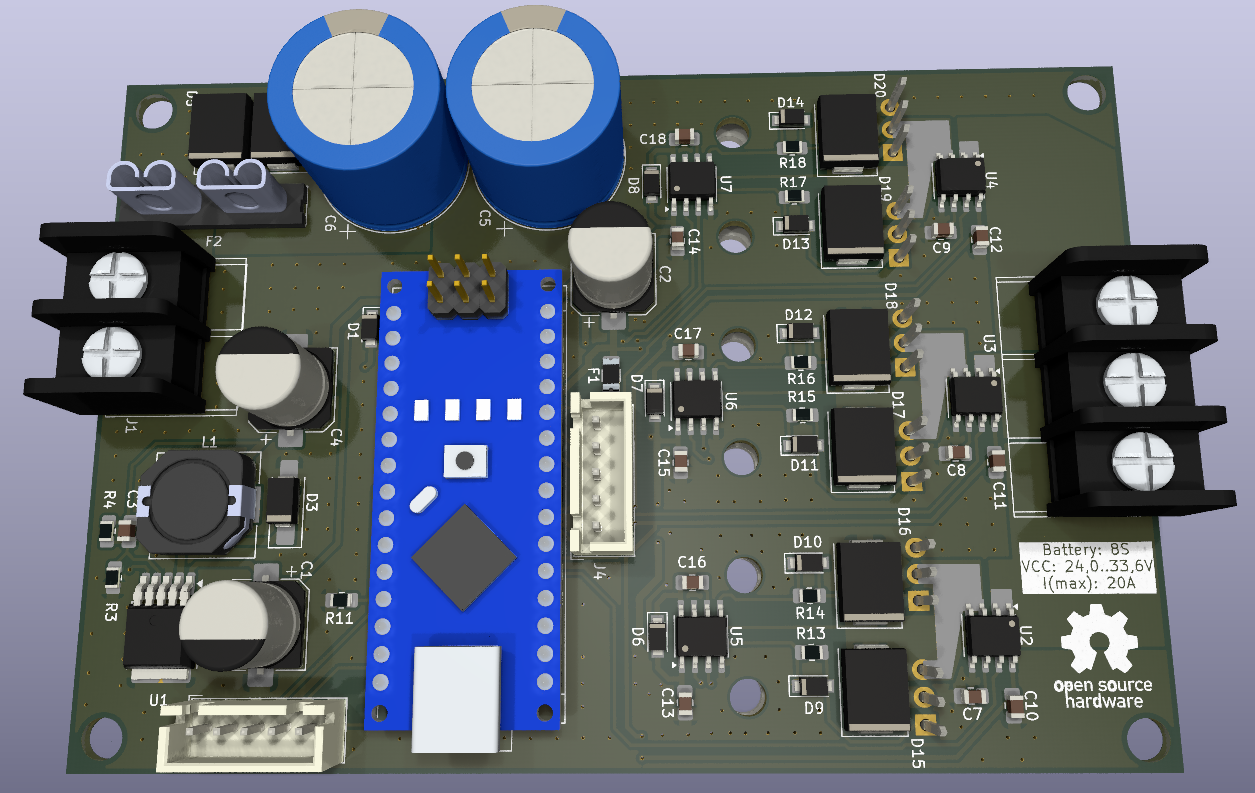 D20
D14
C18
R18
D8
U7
R17
D19
U4
C6
C5
C14
D13
C9
C12
F2
C2
D18
D1
D12
C17
U3
F1
D7
R16
R15
D17
U6
J1
C4
L1
D11
C15
C8
C11
R4
C3
D3
D16
J4
D10
Battery: 8S
VCC: 24,0..33,6V
I(max): 20A
C1
C16
R3
R11
R14
R13
D6
U5
U2
open source
hardware
U1
D9
C13
C7
C10
D15